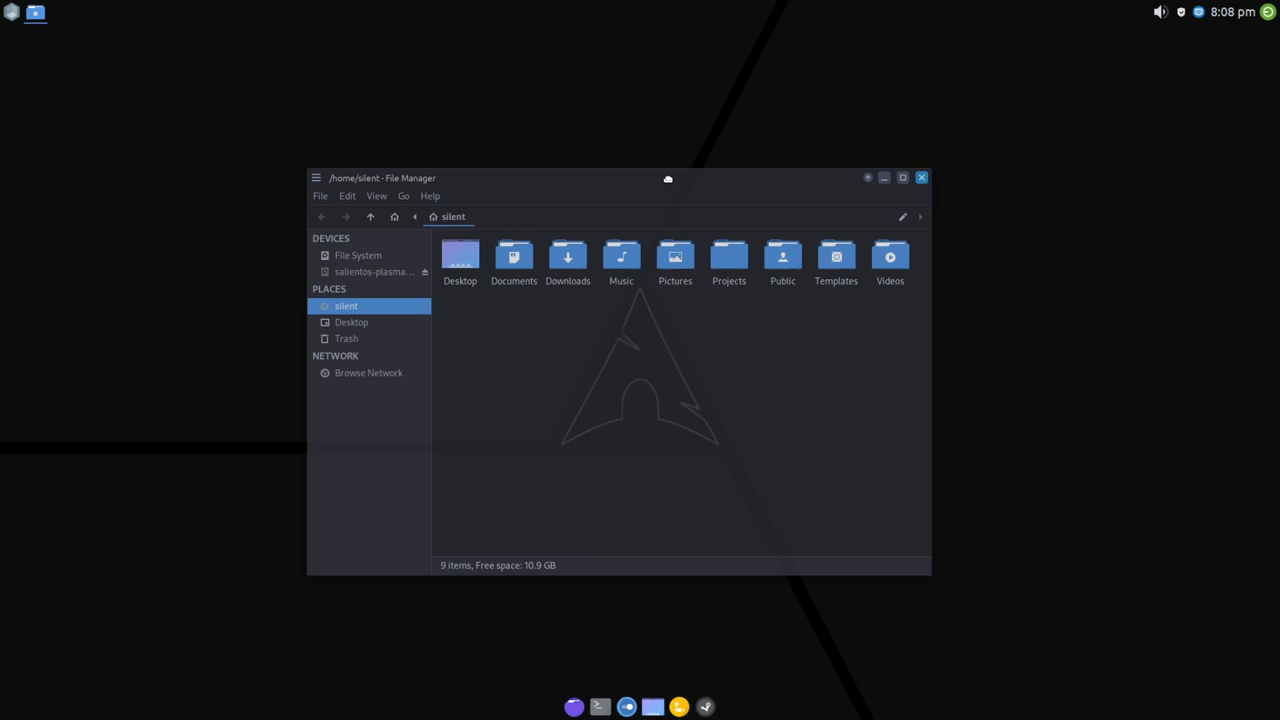 8:08 pm
/home/silent - File Manager
File Edit View Go Help
silent
DEVICES
File System
salientos-plasma...
PLACES
silent
Desktop
Trash
NETWORK
Browse Network
Desktop Documents Downloads Music Pictures Projects Public Templates Videos
9 items, Free space: 10.9 GB